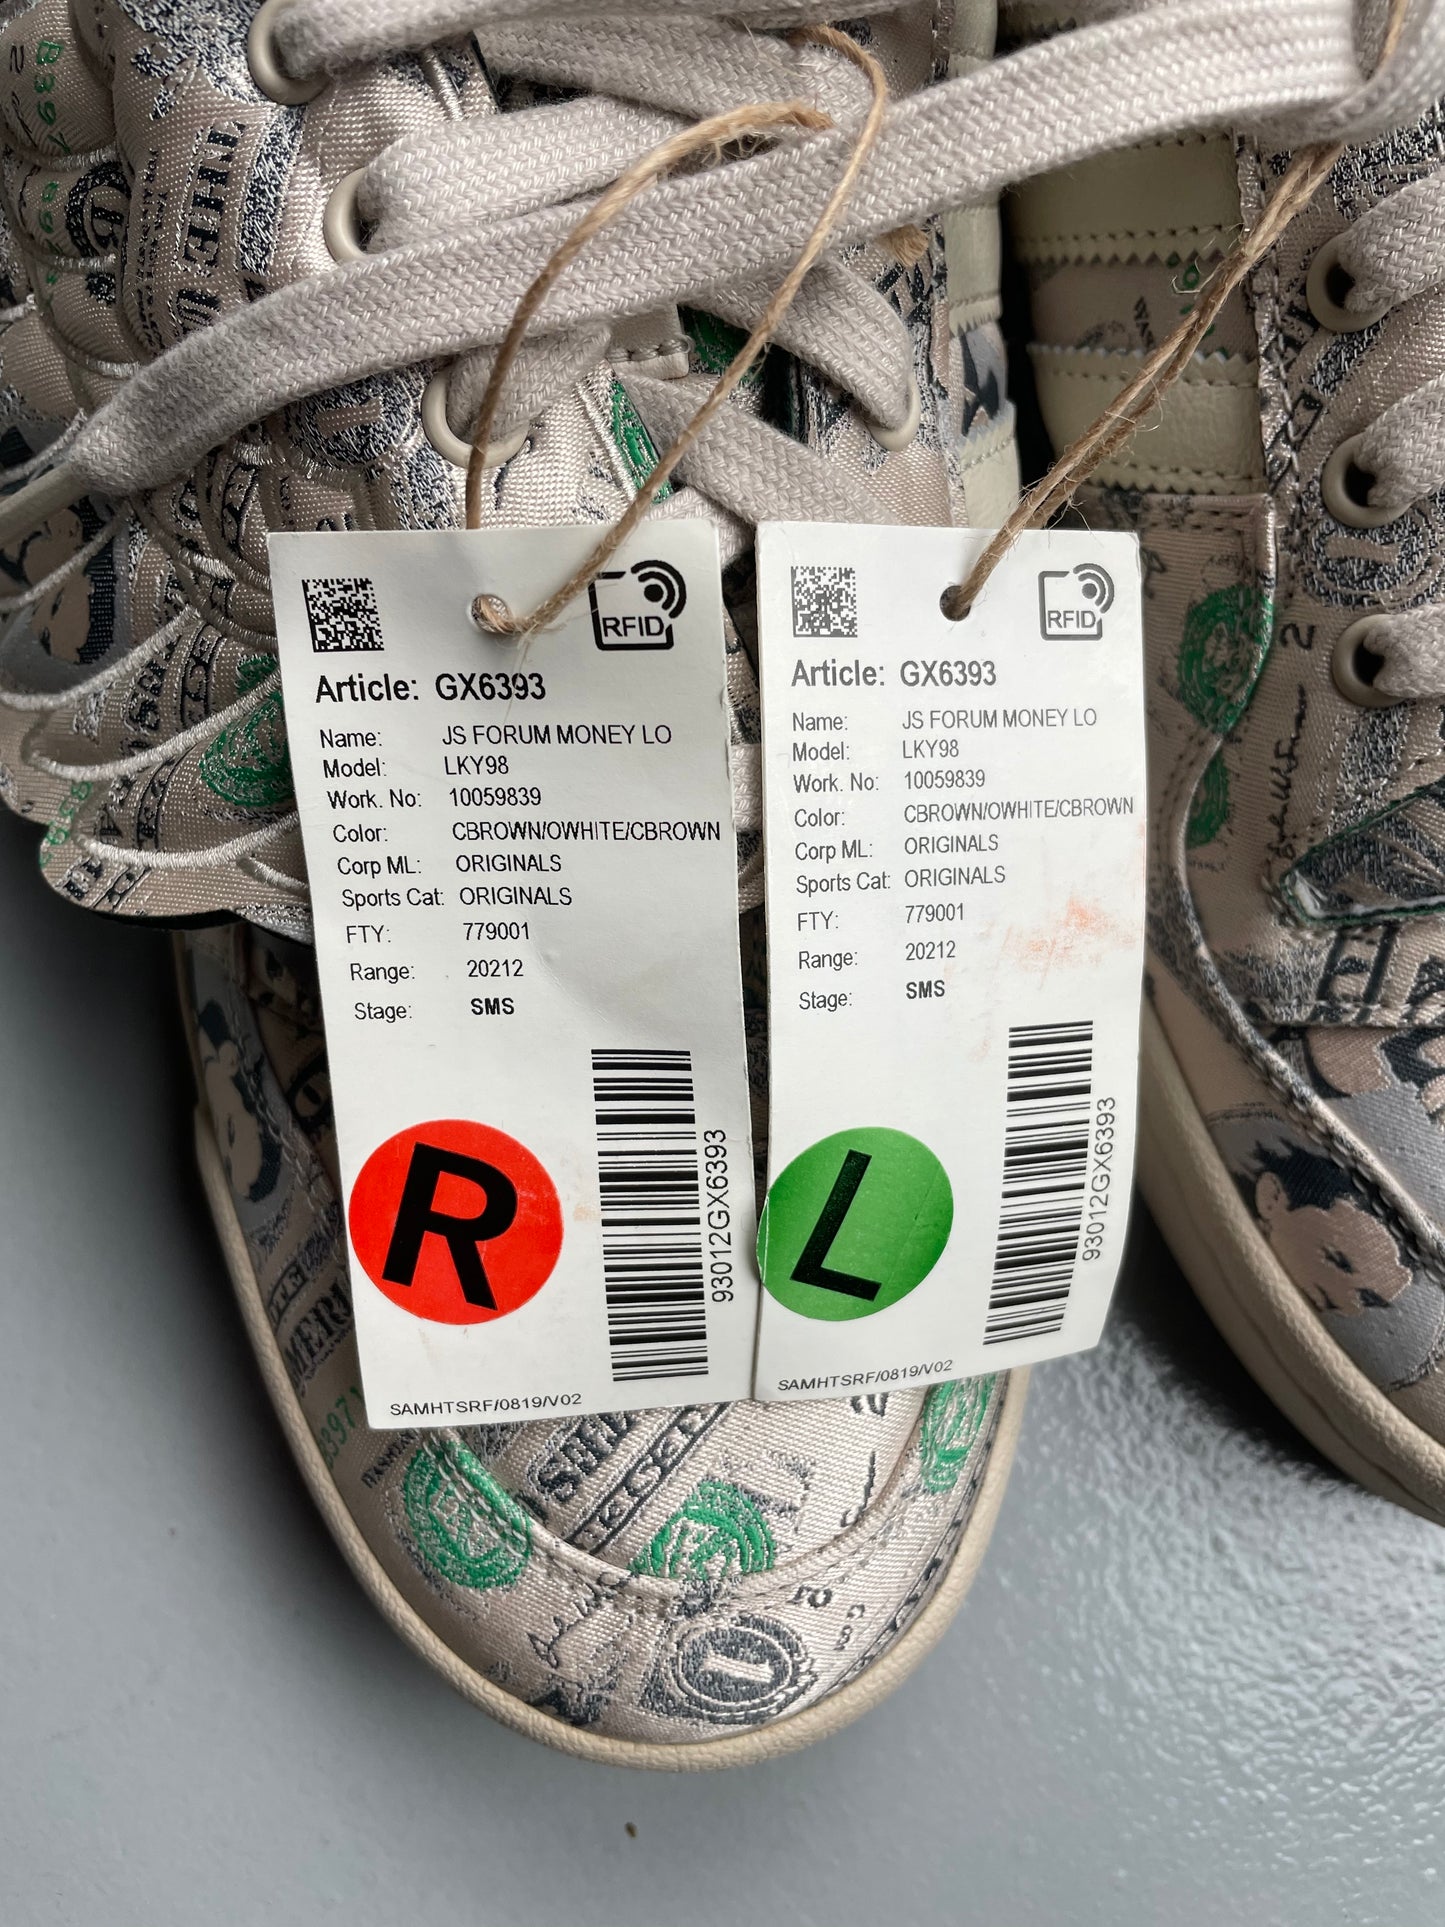 RFID
Article: GX6393
Name: JS FORUM MONEY LO
Model: LKY98
Work. No: 10059839
Color: CBROWN/OWHITE/CBROWN
Corp ML: ORIGINALS
Sports Cat: ORIGINALS
FTY: 779001
Range: 20212
Stage: SMS
R
93012GX6393
SAMHTSRF/0819/V02
RFID
Article: GX6393
Name: JS FORUM MONEY LO
Model: LKY98
Work. No: 10059839
Color: CBROWN/OWHITE/CBROWN
Corp ML: ORIGINALS
Sports Cat: ORIGINALS
FTY: 779001
Range: 20212
Stage: SMS
L
93012GX6393
SAMHTSRF/0819/V02
THE
2
1